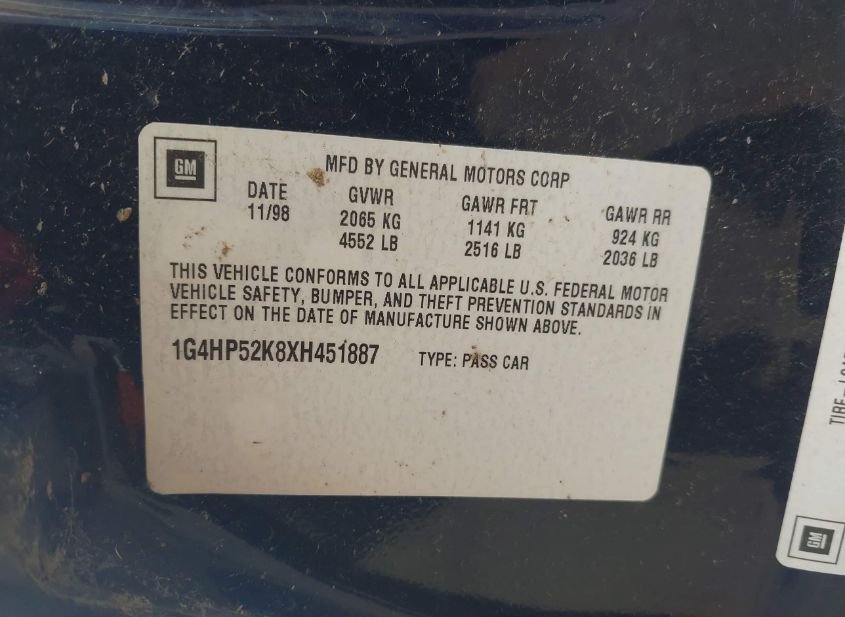 GM
MFD BY GENERAL MOTORS CORP
DATE GVWR GAWR FRT GAWR RR
11/98 2065 KG 1141 KG 924 KG
4552 LB 2516 LB 2036 LB
THIS VEHICLE CONFORMS TO ALL APPLICABLE U.S. FEDERAL MOTOR
VEHICLE SAFETY, BUMPER, AND THEFT PREVENTION STANDARDS IN
EFFECT ON THE DATE OF MANUFACTURE SHOWN ABOVE.
1G4HP52K8XH451887 TYPE: PASS CAR
GM